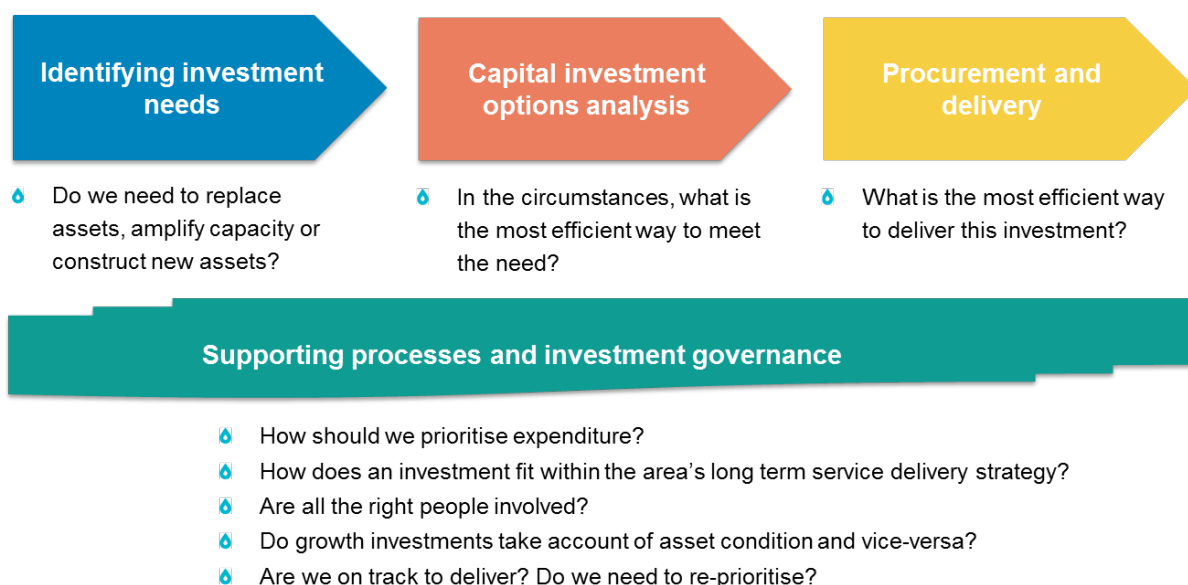 Identifying investment
needs
Do we need to replace
assets, amplify capacity or
construct new assets?
Capital investment
options analysis
In the circumstances, what is
the most efficient way to meet
the need?
Procurement and
delivery
What is the most efficient way
to deliver this investment?
Supporting processes and investment governance
How should we prioritise expenditure?
How does an investment fit within the area’s long term service delivery strategy?
Are all the right people involved?
Do growth investments take account of asset condition and vice-versa?
Are we on track to deliver? Do we need to re-prioritise?